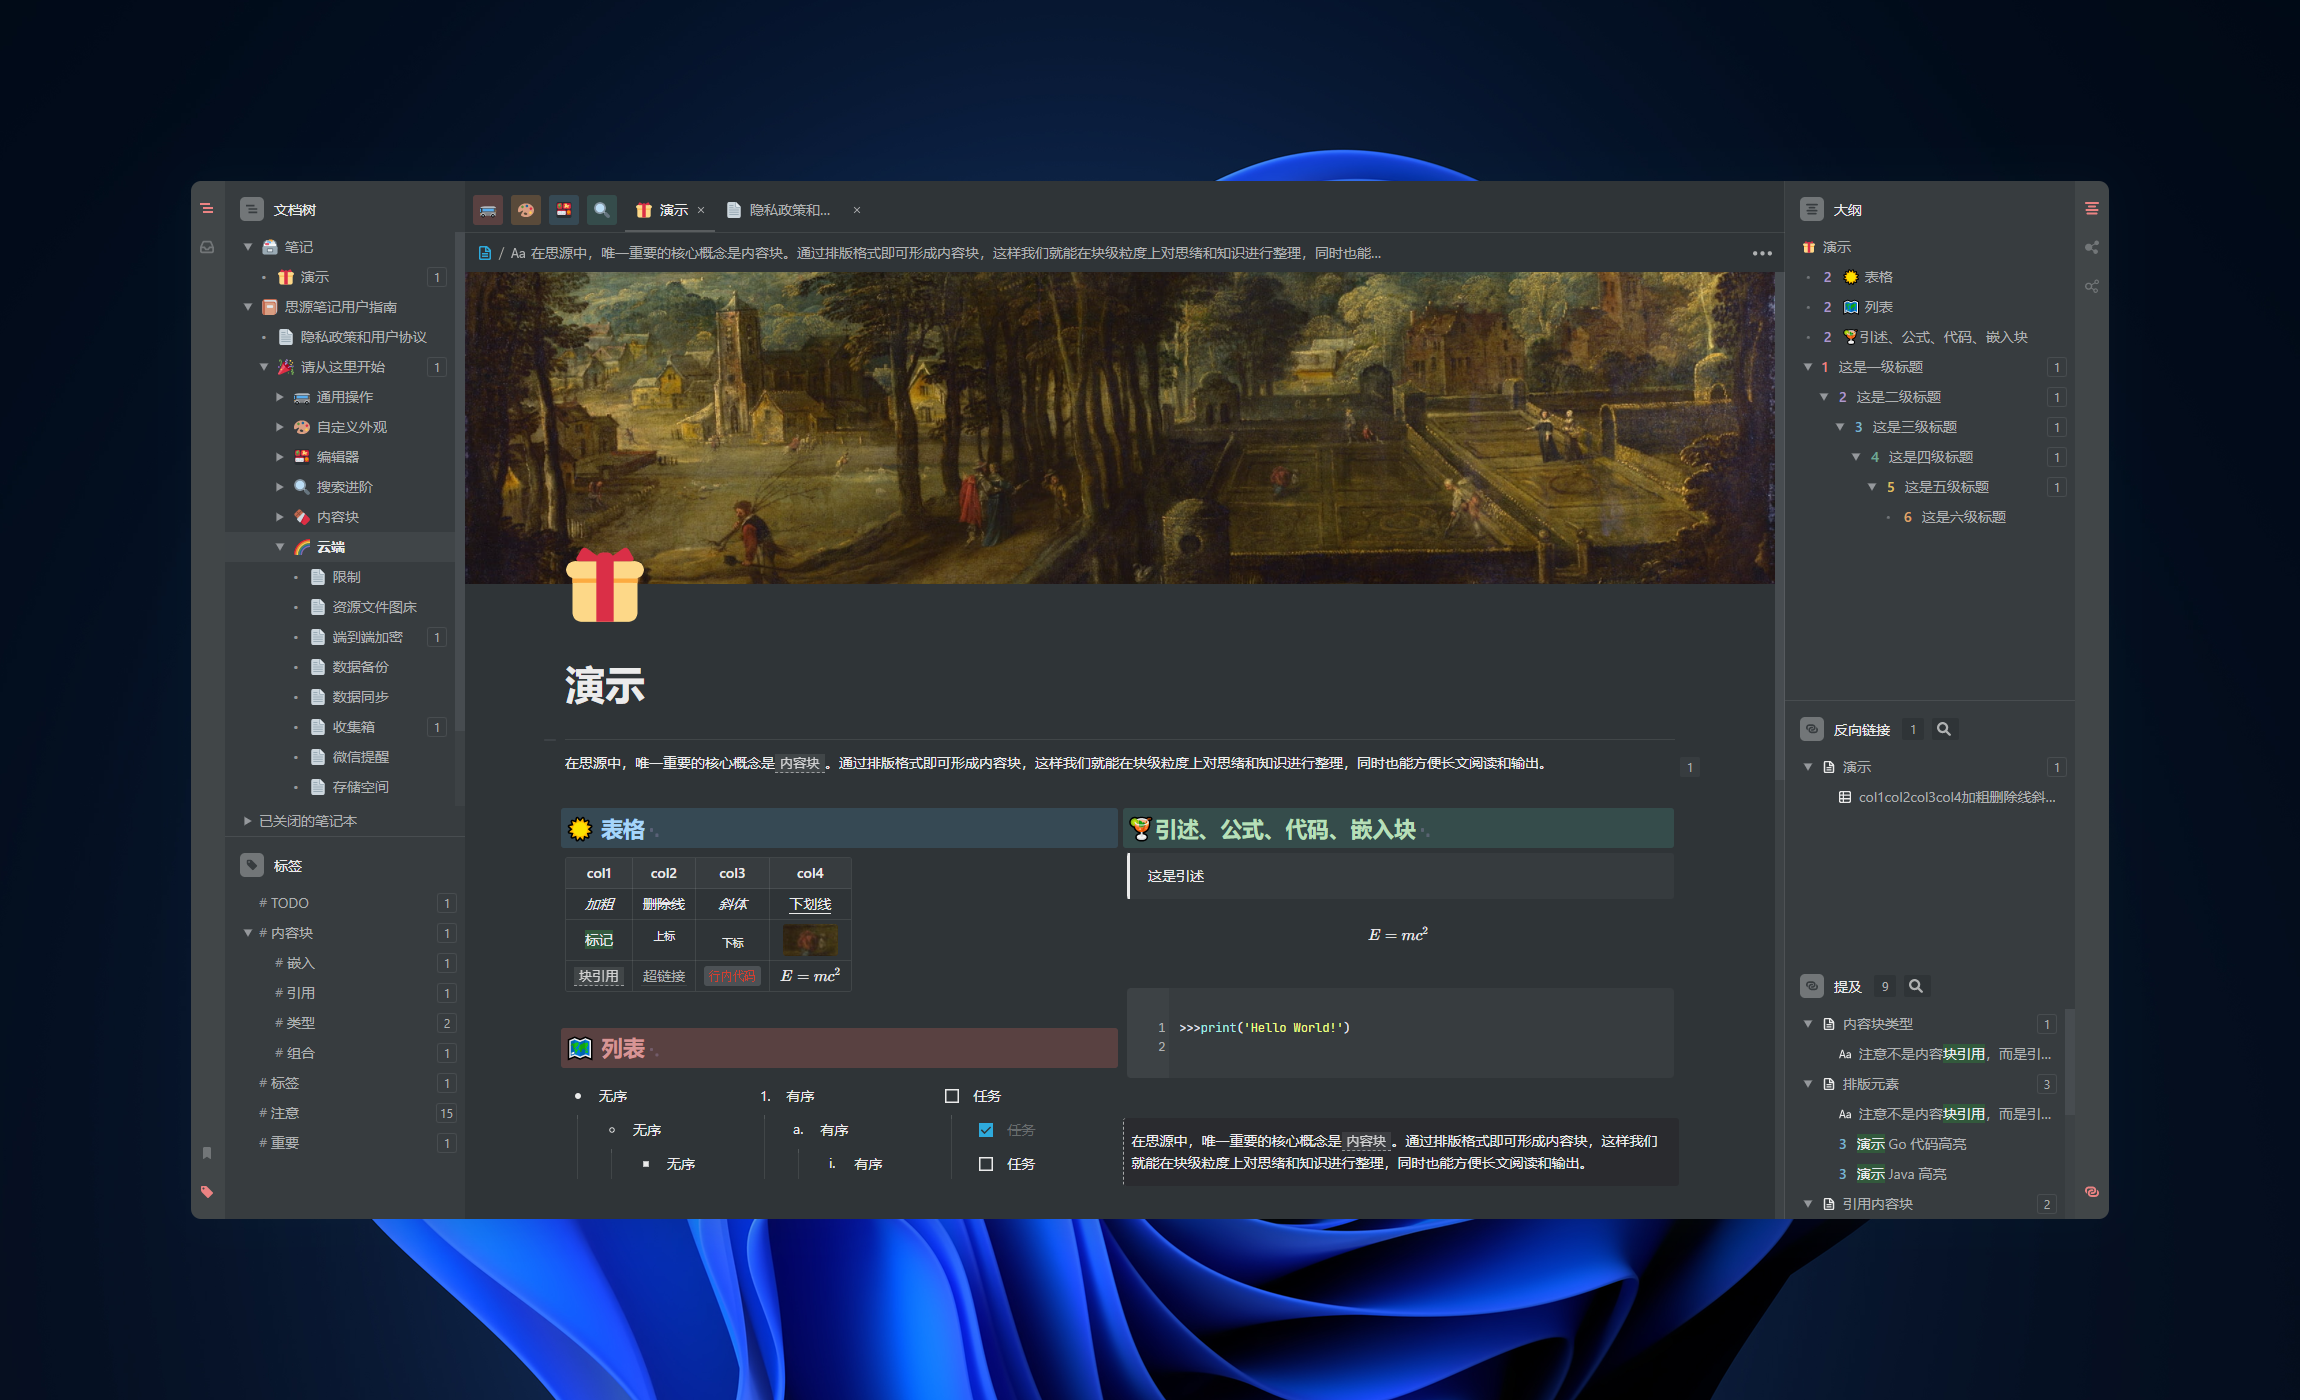 文档树
笔记
演示 1
思源笔记用户指南
隐私政策和用户协议
请从这里开始 1
通用操作
自定义外观
编辑器
搜索进阶
内容块
云端
限制
资源文件图床
端到端加密 1
数据备份
数据同步
收集箱 1
微信提醒
存储空间
已关闭的笔记本
标签
# TODO 1
# 内容块 1
# 嵌入 1
# 引用 1
# 类型 2
# 组合 1
# 标签 1
# 注意 15
# 重要 1
演示 × 隐私政策和... ×
/ Aa 在思源中，唯一重要的核心概念是内容块。通过排版格式即可形成内容块，这样我们就能在块级粒度上对思绪和知识进行整理，同时也能...
演示
在思源中，唯一重要的核心概念是 内容块 。通过排版格式即可形成内容块，这样我们就能在块级粒度上对思绪和知识进行整理，同时也能方便长文阅读和输出。 1
表格
col1 col2 col3 col4
加粗 删除线 斜体 下划线
标记 上标 下标
块引用 超链接 行内代码 E = mc²
列表
• 无序 1. 有序 任务
无序 a. 有序 任务
无序 i. 有序 任务
引述、公式、代码、嵌入块
这是引述
E = mc²
1 >>>print('Hello World!')
2
在思源中，唯一重要的核心概念是 内容块 。通过排版格式即可形成内容块，这样我们
就能在块级粒度上对思绪和知识进行整理，同时也能方便长文阅读和输出。
大纲
演示
2 表格
2 列表
2 引述、公式、代码、嵌入块
1 这是一级标题 1
2 这是二级标题 1
3 这是三级标题 1
4 这是四级标题 1
5 这是五级标题 1
6 这是六级标题
反向链接 1
演示 1
col1col2col3col4加粗删除线斜...
提及 9
内容块类型 1
Aa 注意不是内容块引用，而是引...
排版元素 3
Aa 注意不是内容块引用，而是引...
3 演示 Go 代码高亮
3 演示 Java 高亮
引用内容块 2